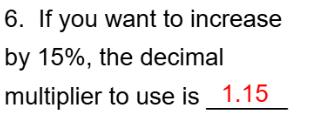 6. If you want to increase
by 15%, the decimal
multiplier to use is 1.15